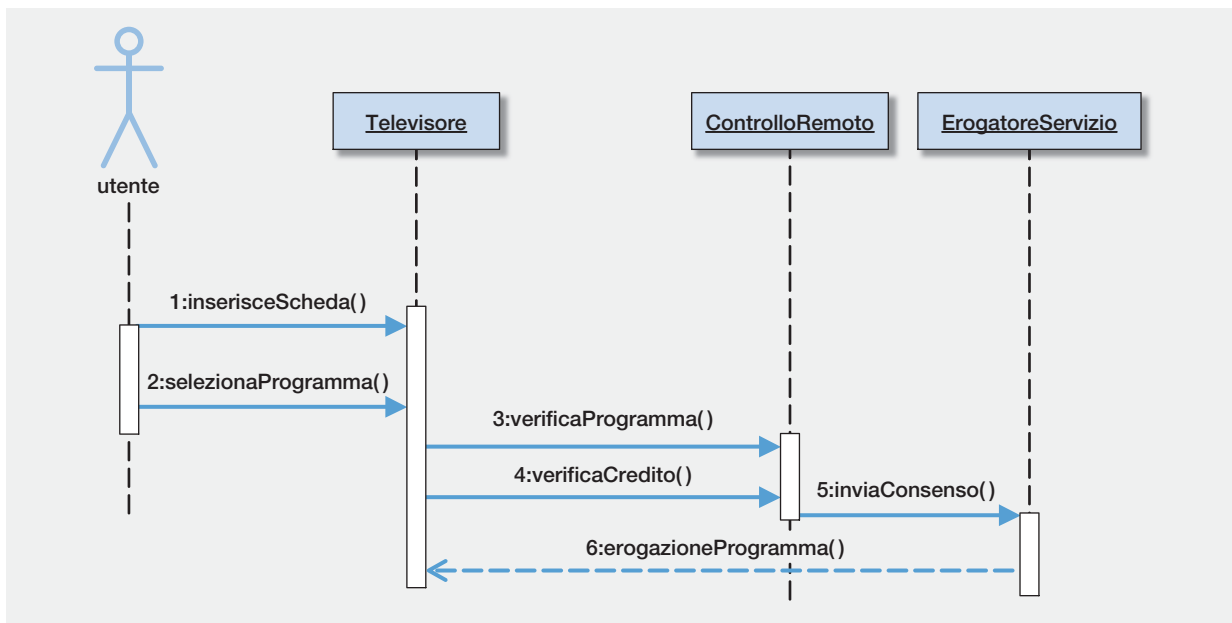 utente
Televisore
ControlloRemoto
ErogatoreServizio
1:inserisceScheda()
2:selezionaProgramma()
3:verificaProgramma()
4:verificaCredito()
5:inviaConsenso()
6:erogazioneProgramma()